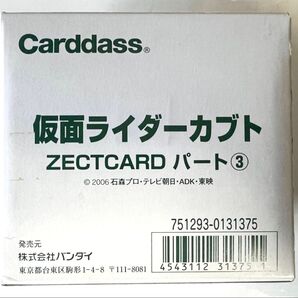 Carddass®
仮面ライダーカブト
ZECTCARD パート③
©2006 石森プロ・テレビ朝日・ADK・東映
751293-0131375
発売元
株式会社バンダイ
東京都台東区駒形1-4-8 〒111-8081
4543112 313751